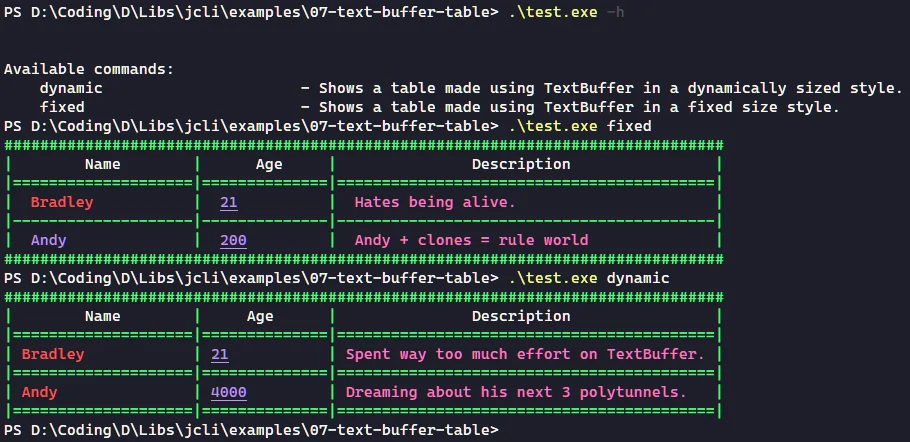 PS D:\Coding\D\Libs\jcli\examples\07-text-buffer-table> .\test.exe -h
Available commands:
    dynamic                      - Shows a table made using TextBuffer in a dynamically sized style.
    fixed                        - Shows a table made using TextBuffer in a fixed size style.
PS D:\Coding\D\Libs\jcli\examples\07-text-buffer-table> .\test.exe fixed
################################################################################
|        Name        |      Age     |               Description                |
|====================|==============|==========================================|
|  Bradley           |  21          |  Hates being alive.                      |
|--------------------|--------------|------------------------------------------|
|  Andy              |  200         |  Andy + clones = rule world              |
################################################################################
PS D:\Coding\D\Libs\jcli\examples\07-text-buffer-table> .\test.exe dynamic
################################################################################
|        Name        |     Age      |               Description                |
|====================|==============|==========================================|
| Bradley            | 21           | Spent way too much effort on TextBuffer. |
|====================|==============|==========================================|
| Andy               | 4000         | Dreaming about his next 3 polytunnels.   |
|====================|==============|==========================================|
PS D:\Coding\D\Libs\jcli\examples\07-text-buffer-table>